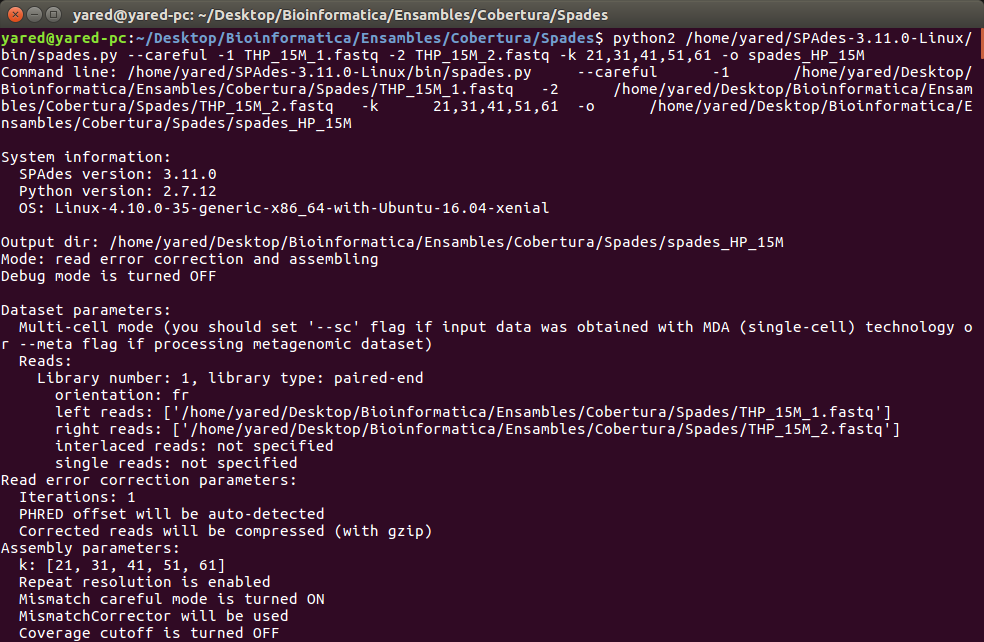 yared@yared-pc: ~/Desktop/Bioinformatica/Ensambles/Cobertura/Spades
yared@yared-pc:~/Desktop/Bioinformatica/Ensambles/Cobertura/Spades$ python2 /home/yared/SPAdes-3.11.0-Linux/
bin/spades.py --careful -1 THP_15M_1.fastq -2 THP_15M_2.fastq -k 21,31,41,51,61 -o spades_HP_15M
Command line: /home/yared/SPAdes-3.11.0-Linux/bin/spades.py     --careful      -1       /home/yared/Desktop/
Bioinformatica/Ensambles/Cobertura/Spades/THP_15M_1.fastq   -2      /home/yared/Desktop/Bioinformatica/Ensam
bles/Cobertura/Spades/THP_15M_2.fastq   -k      21,31,41,51,61  -o      /home/yared/Desktop/Bioinformatica/E
nsambles/Cobertura/Spades/spades_HP_15M
System information:
  SPAdes version: 3.11.0
  Python version: 2.7.12
  OS: Linux-4.10.0-35-generic-x86_64-with-Ubuntu-16.04-xenial
Output dir: /home/yared/Desktop/Bioinformatica/Ensambles/Cobertura/Spades/spades_HP_15M
Mode: read error correction and assembling
Debug mode is turned OFF
Dataset parameters:
  Multi-cell mode (you should set '--sc' flag if input data was obtained with MDA (single-cell) technology o
r --meta flag if processing metagenomic dataset)
  Reads:
    Library number: 1, library type: paired-end
      orientation: fr
      left reads: ['/home/yared/Desktop/Bioinformatica/Ensambles/Cobertura/Spades/THP_15M_1.fastq']
      right reads: ['/home/yared/Desktop/Bioinformatica/Ensambles/Cobertura/Spades/THP_15M_2.fastq']
      interlaced reads: not specified
      single reads: not specified
Read error correction parameters:
  Iterations: 1
  PHRED offset will be auto-detected
  Corrected reads will be compressed (with gzip)
Assembly parameters:
  k: [21, 31, 41, 51, 61]
  Repeat resolution is enabled
  Mismatch careful mode is turned ON
  MismatchCorrector will be used
  Coverage cutoff is turned OFF